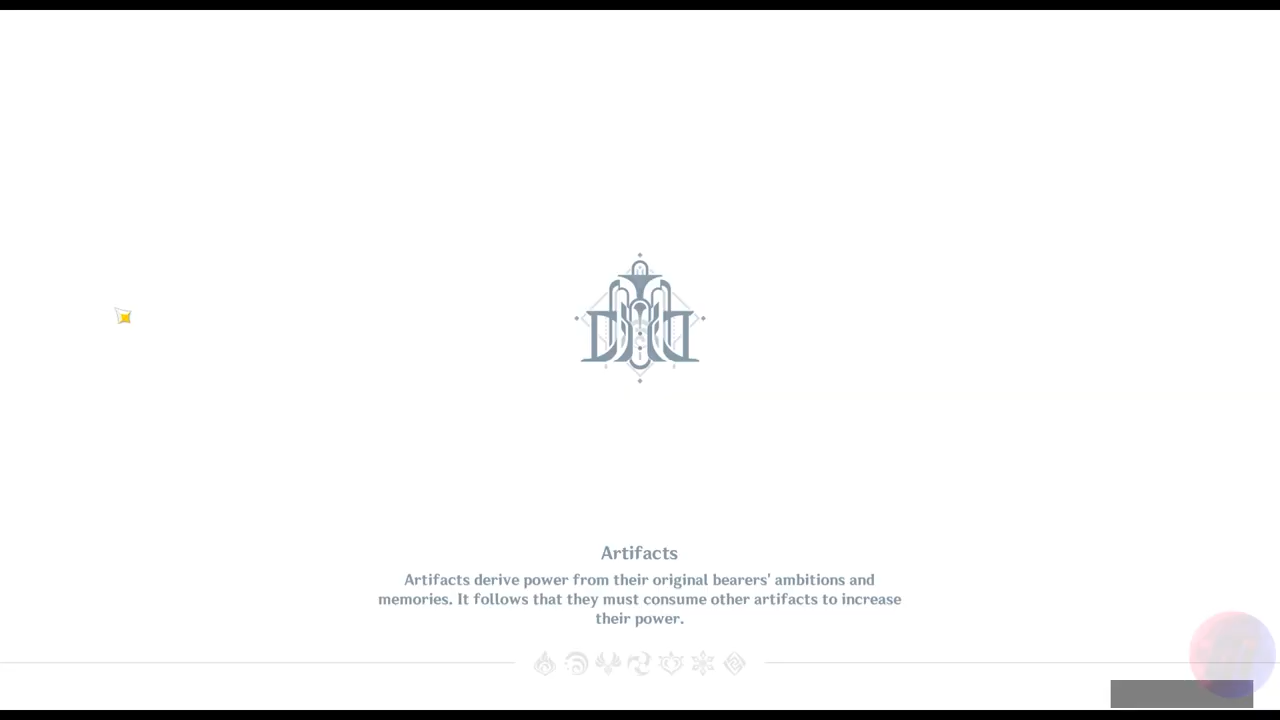 Artifacts
Artifacts derive power from their original bearers' ambitions and
memories. It follows that they must consume other artifacts to increase
their power.